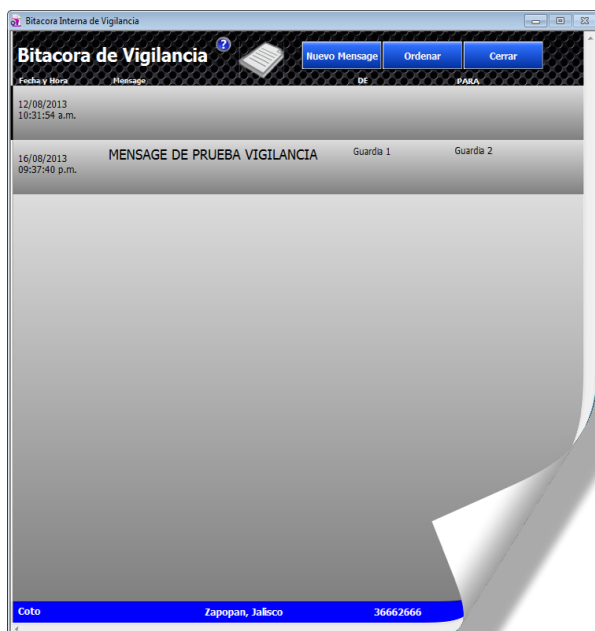 Bitacora Interna de Vigilancia
Bitacora de Vigilancia ? Nuevo Mensage Ordenar Cerrar
Fecha y Hora Mensage DE PARA
12/08/2013
10:31:54 a.m.
16/08/2013 MENSAGE DE PRUEBA VIGILANCIA Guardia 1 Guardia 2
09:37:40 p.m.
Coto Zapopan, Jalisco 36662666